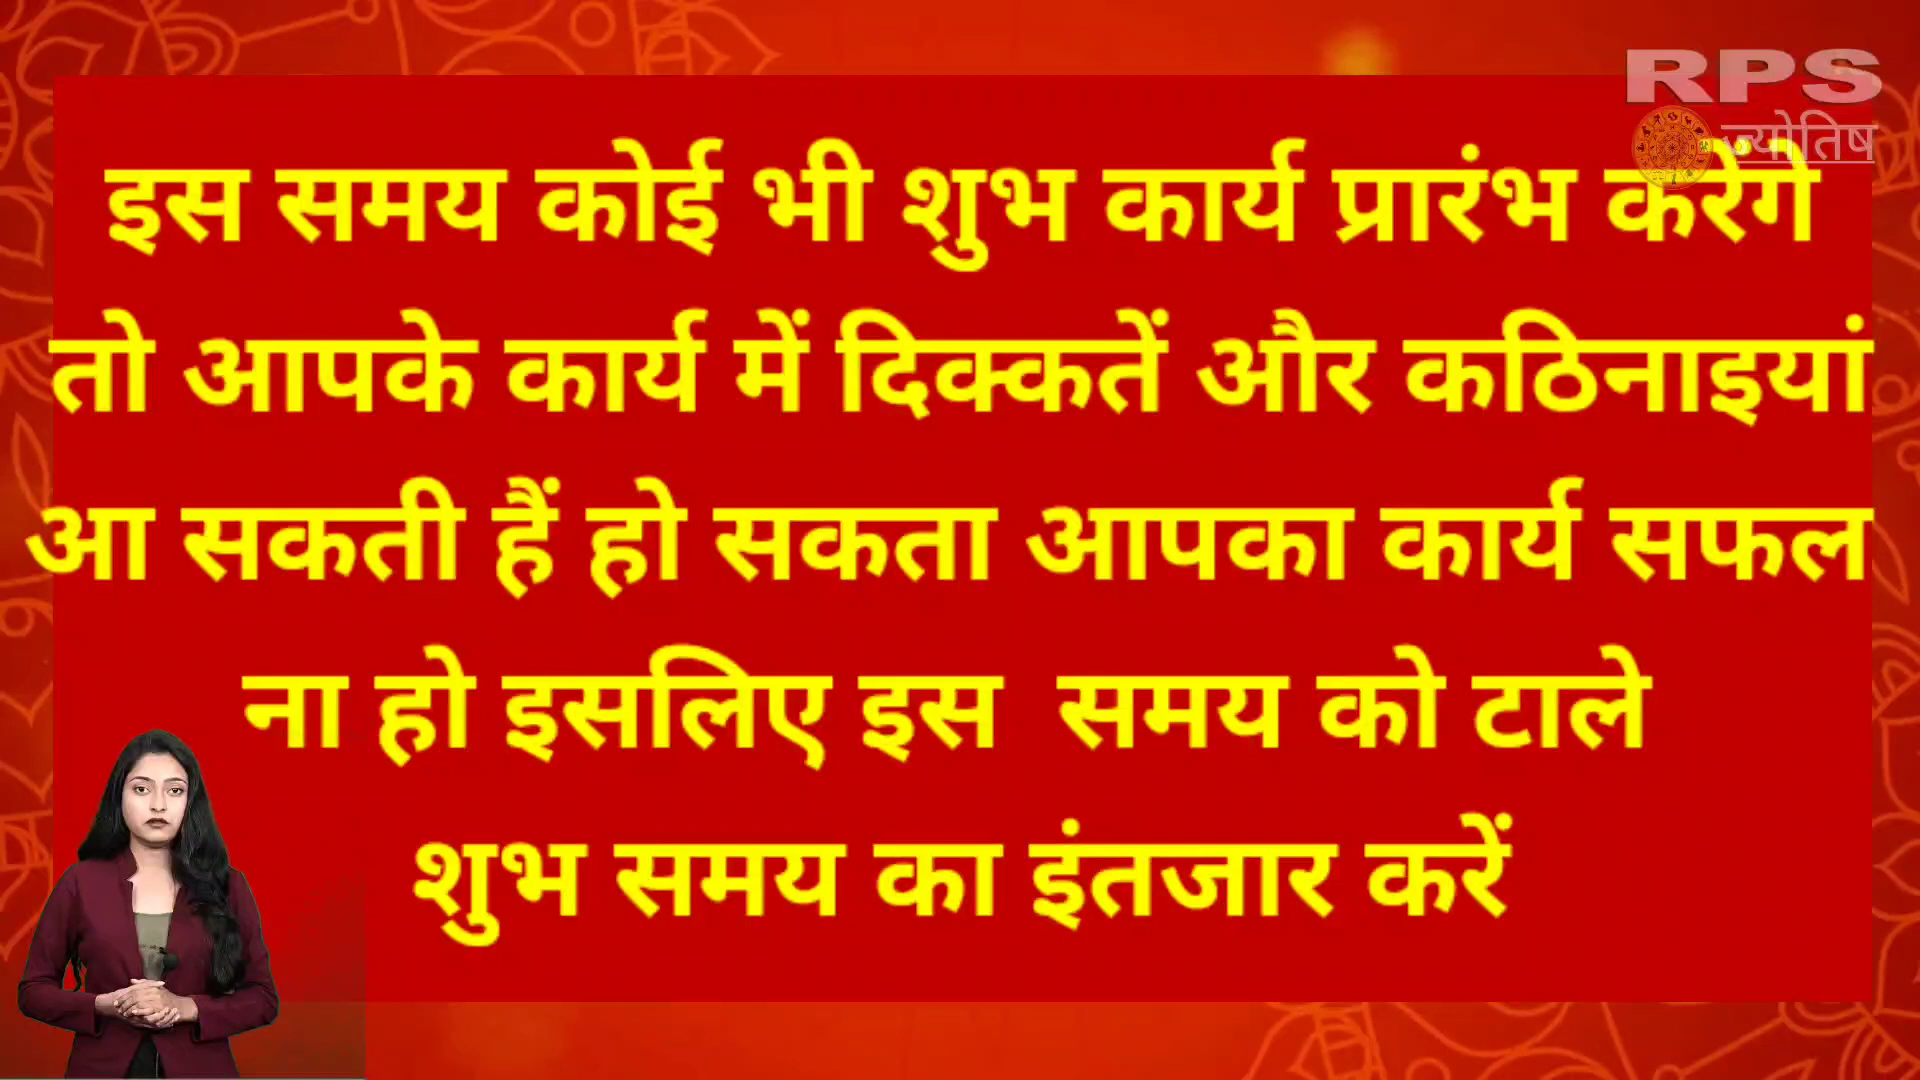 RPS
ज्योतिष
इस समय कोई भी शुभ कार्य प्रारंभ करेंगे
तो आपके कार्य में दिक्कतें और कठिनाइयां
आ सकती हैं हो सकता आपका कार्य सफल
ना हो इसलिए इस समय को टाले
शुभ समय का इंतजार करें